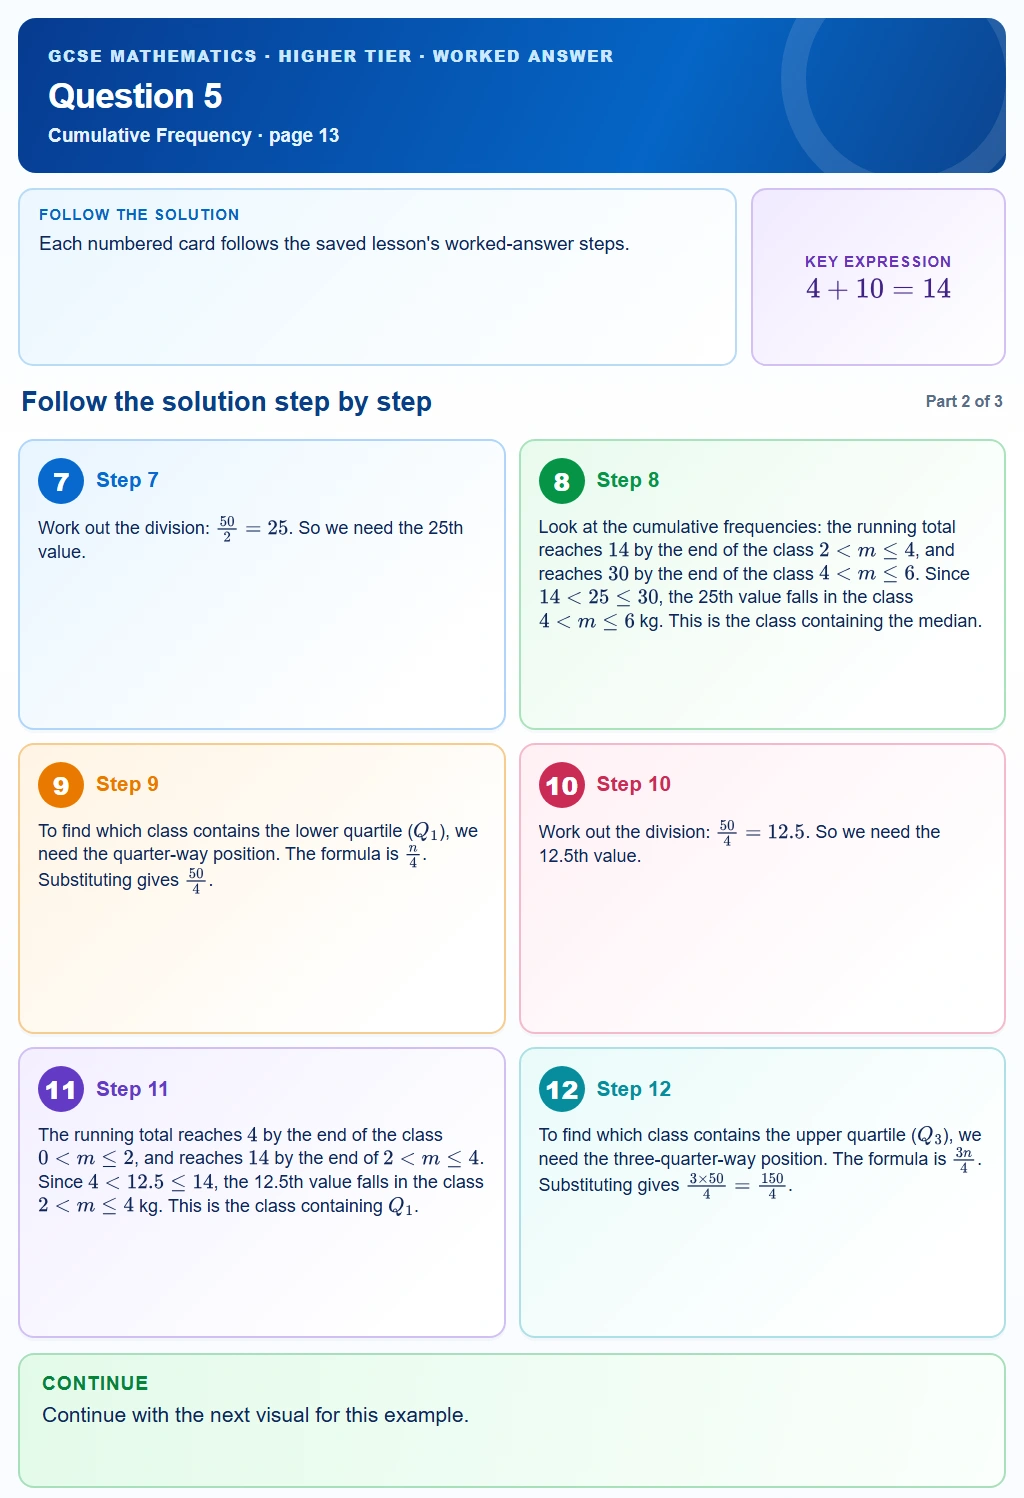 GCSE MATHEMATICS · HIGHER TIER · WORKED ANSWER
Question 5
Cumulative Frequency · page 13
FOLLOW THE SOLUTION
Each numbered card follows the saved lesson's worked-answer steps.
KEY EXPRESSION
4 + 10 = 14
Follow the solution step by step
Part 2 of 3
7 Step 7
Work out the division: 50/2 = 25. So we need the 25th
value.
8 Step 8
Look at the cumulative frequencies: the running total
reaches 14 by the end of the class 2 < m ≤ 4, and
reaches 30 by the end of the class 4 < m ≤ 6. Since
14 < 25 ≤ 30, the 25th value falls in the class
4 < m ≤ 6 kg. This is the class containing the median.
9 Step 9
To find which class contains the lower quartile (Q₁), we
need the quarter-way position. The formula is n/4.
Substituting gives 50/4.
10 Step 10
Work out the division: 50/4 = 12.5. So we need the
12.5th value.
11 Step 11
The running total reaches 4 by the end of the class
0 < m ≤ 2, and reaches 14 by the end of 2 < m ≤ 4.
Since 4 < 12.5 ≤ 14, the 12.5th value falls in the class
2 < m ≤ 4 kg. This is the class containing Q₁.
12 Step 12
To find which class contains the upper quartile (Q₃), we
need the three-quarter-way position. The formula is 3n/4.
Substituting gives 3×50/4 = 150/4.
CONTINUE
Continue with the next visual for this example.